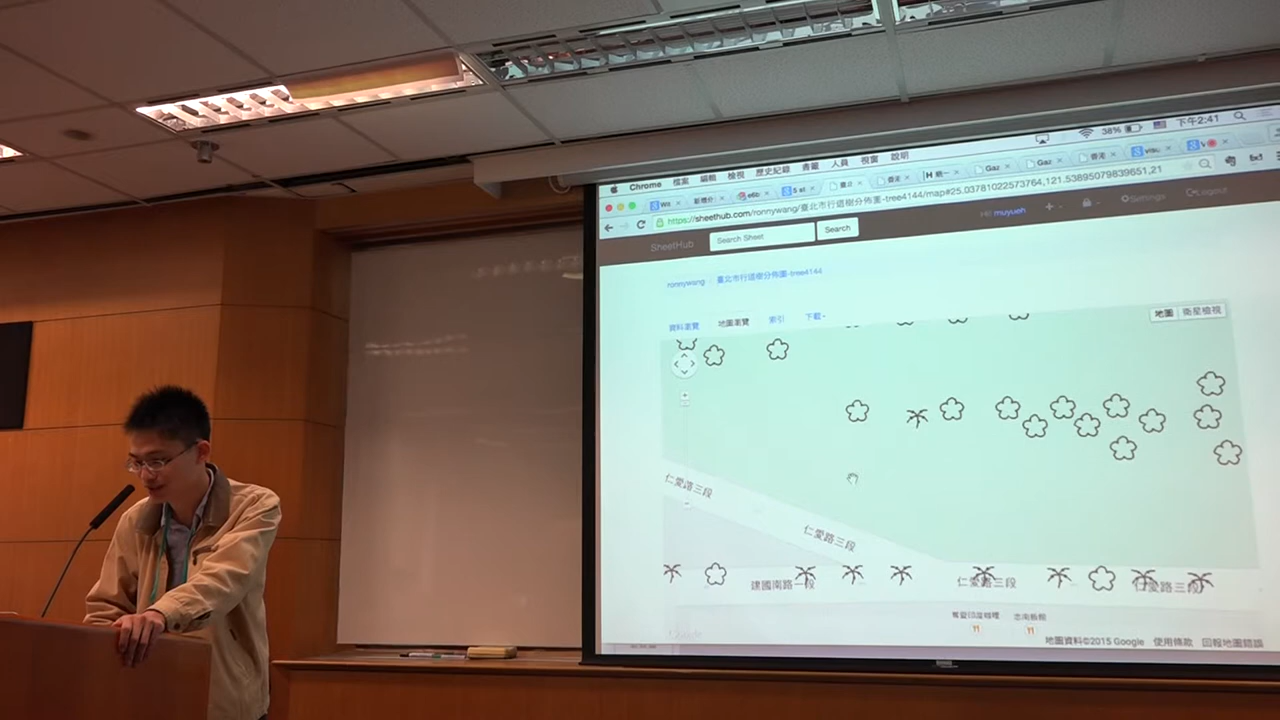 Chrome 檔案 編輯 檢視 歷史紀錄 書籤 人員 視窗 說明 38% 下午2:41
https://sheethub.com/ronnywang/臺北市行道樹分佈圖-tree4144/map#25.03781022573764,121.53895079839651,21
SheetHub Search Sheet Search Hi! muyueh Settings Logout
ronnywang / 臺北市行道樹分佈圖-tree4144
資料瀏覽 地圖瀏覽 索引 下載
地圖 衛星檢視
仁愛路三段
仁愛路三段
建國南路一段 仁愛路三段 仁愛路三段
忠南飯館
Google 地圖資料©2015 Google 使用條款 回報地圖錯誤